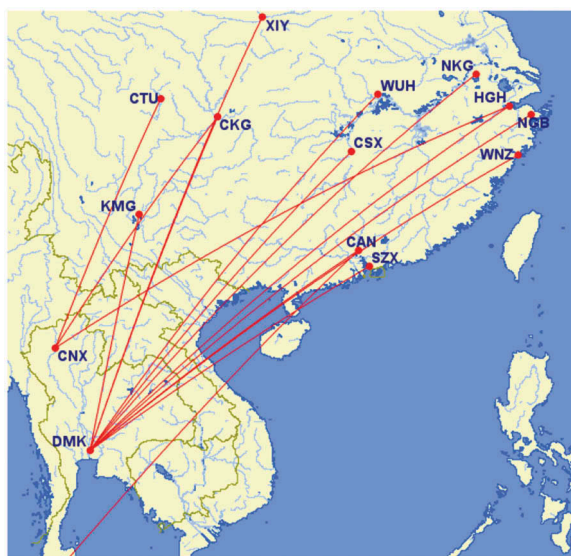 XIY
NKG
WUH
CTU
HGH
CKG
NGB
CSX
WNZ
KMG
CAN
SZX
CNX
DMK